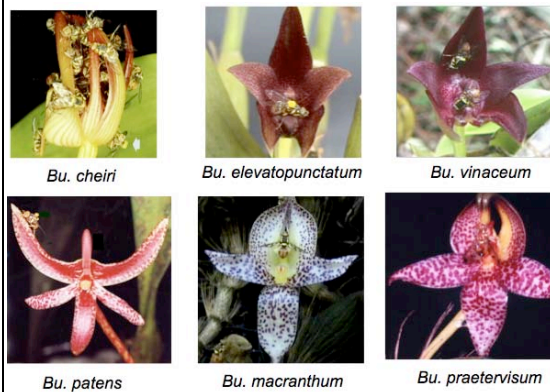 Bu. cheiri
Bu. elevatopunctatum
Bu. vinaceum
Bu. patens
Bu. macranthum
Bu. praetervisum